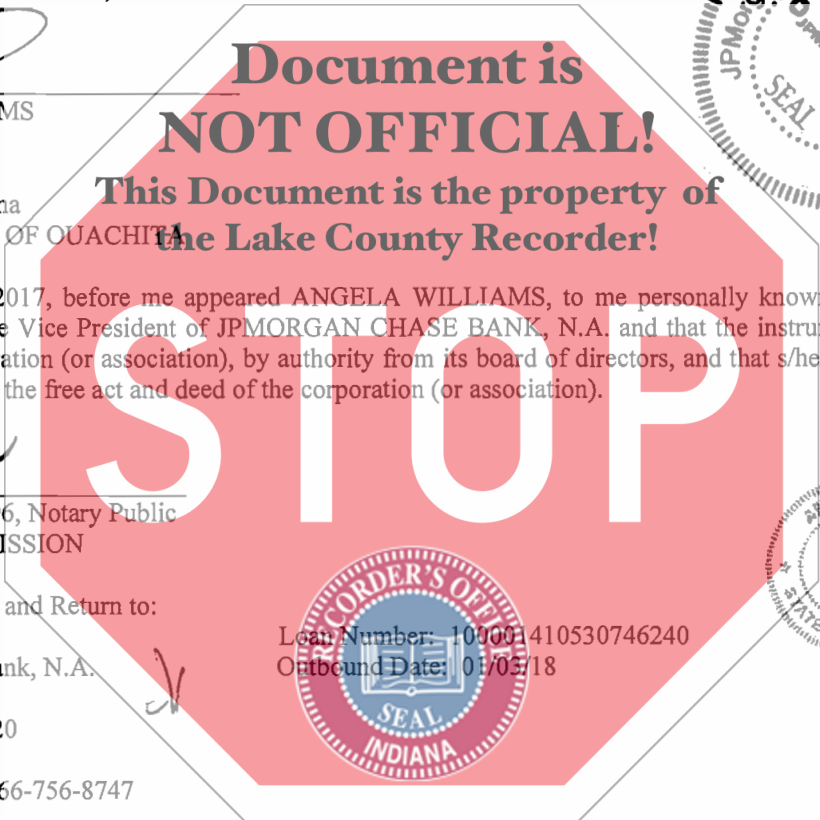 JPMor
SEAL
Document is
NOT OFFICIAL!
This Document is the property of
the Lake County Recorder!
MS
na
OF OUACHITA
2017, before me appeared ANGELA WILLIAMS, to me personally know
e Vice President of JPMORGAN CHASE BANK, N.A. and that the instru
ation (or association), by authority from its board of directors, and that s/he
the free act and deed of the corporation (or association).
STOP
6, Notary Public
ISSION
and Return to:
Loan Number: 100001410530746240
nk, N.A.
Outbound Date: 01/03/18
RECORDER'S OFFICE
SEAL
INDIANA
20
66-756-8747
STATE